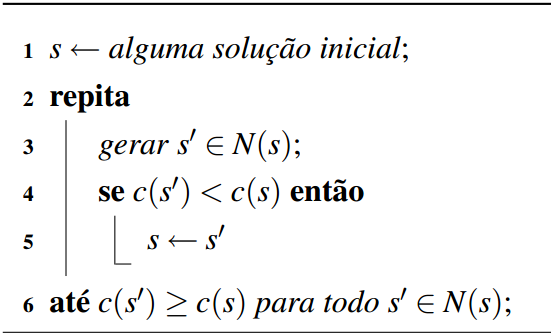 1 s ← alguma solução inicial;
2 repita
3 gerar s′ ∈ N(s);
4 se c(s′) < c(s) então
5 s ← s′
6 até c(s′) ≥ c(s) para todo s′ ∈ N(s);